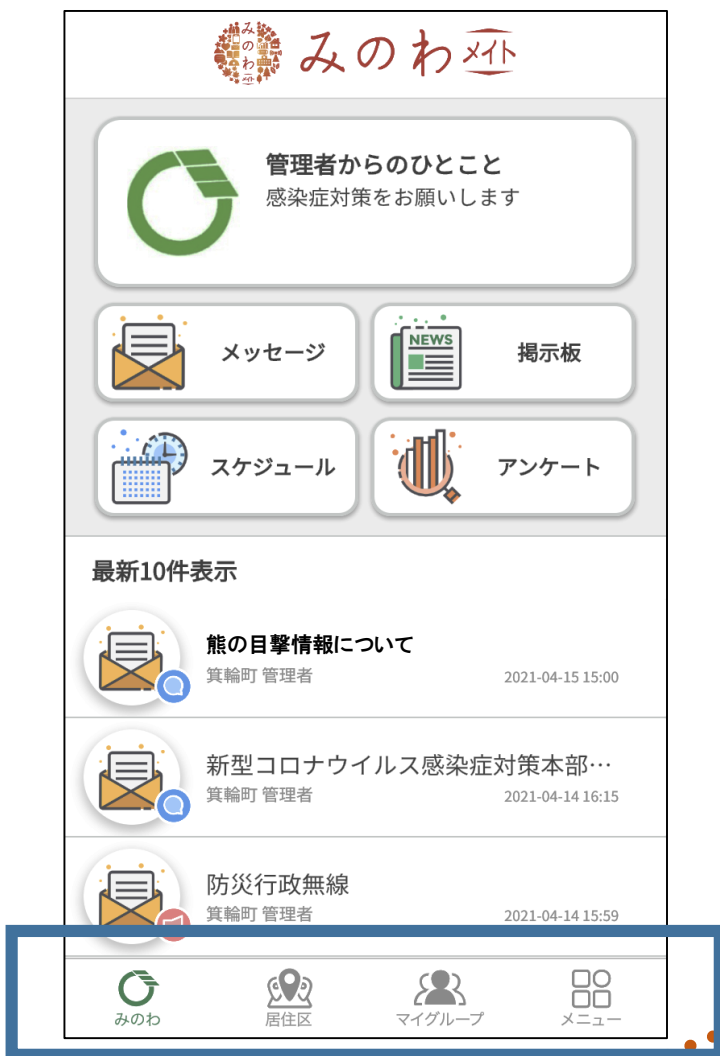 みのわメイト
みのわメイト
管理者からのひとこと
感染症対策をお願いします
メッセージ
NEWS
掲示板
スケジュール
アンケート
最新10件表示
熊の目撃情報について
箕輪町 管理者
2021-04-15 15:00
新型コロナウイルス感染症対策本部…
箕輪町 管理者
2021-04-14 16:15
防災行政無線
箕輪町 管理者
2021-04-14 15:59
みのわ
居住区
マイグループ
メニュー